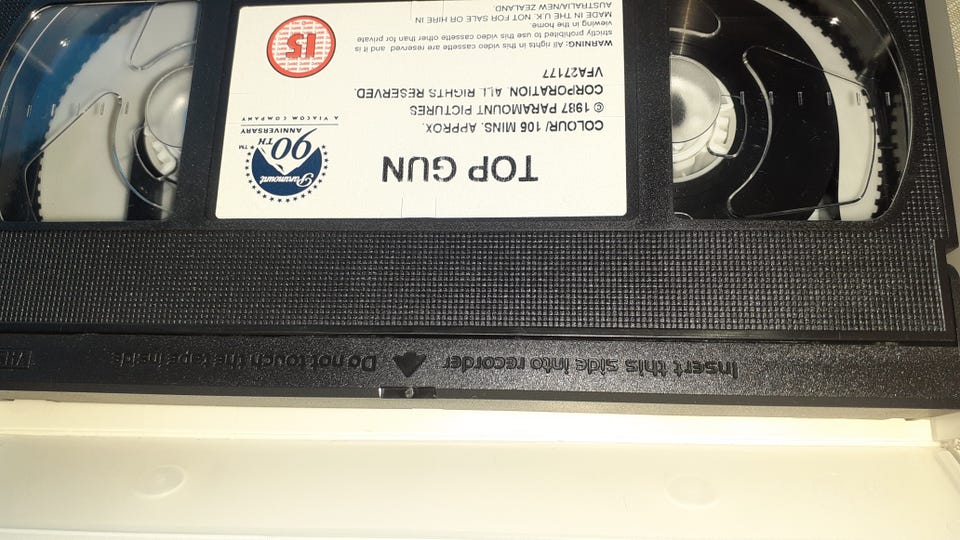 TOP GUN
COLOUR/ 106 MINS. APPROX.
© 1987 PARAMOUNT PICTURES
CORPORATION. ALL RIGHTS RESERVED.
VFA27177
WARNING: All rights in this video cassette are reserved and it is
strictly prohibited to use this video cassette other than for private
viewing in the home.
MADE IN THE U.K. NOT FOR SALE OR HIRE IN
AUSTRALIA/NEW ZEALAND.
Paramount
90TH
ANNIVERSARY
TM
A VIACOM COMPANY
15
Insert this side into recorder
Do not touch the tape inside
VHS